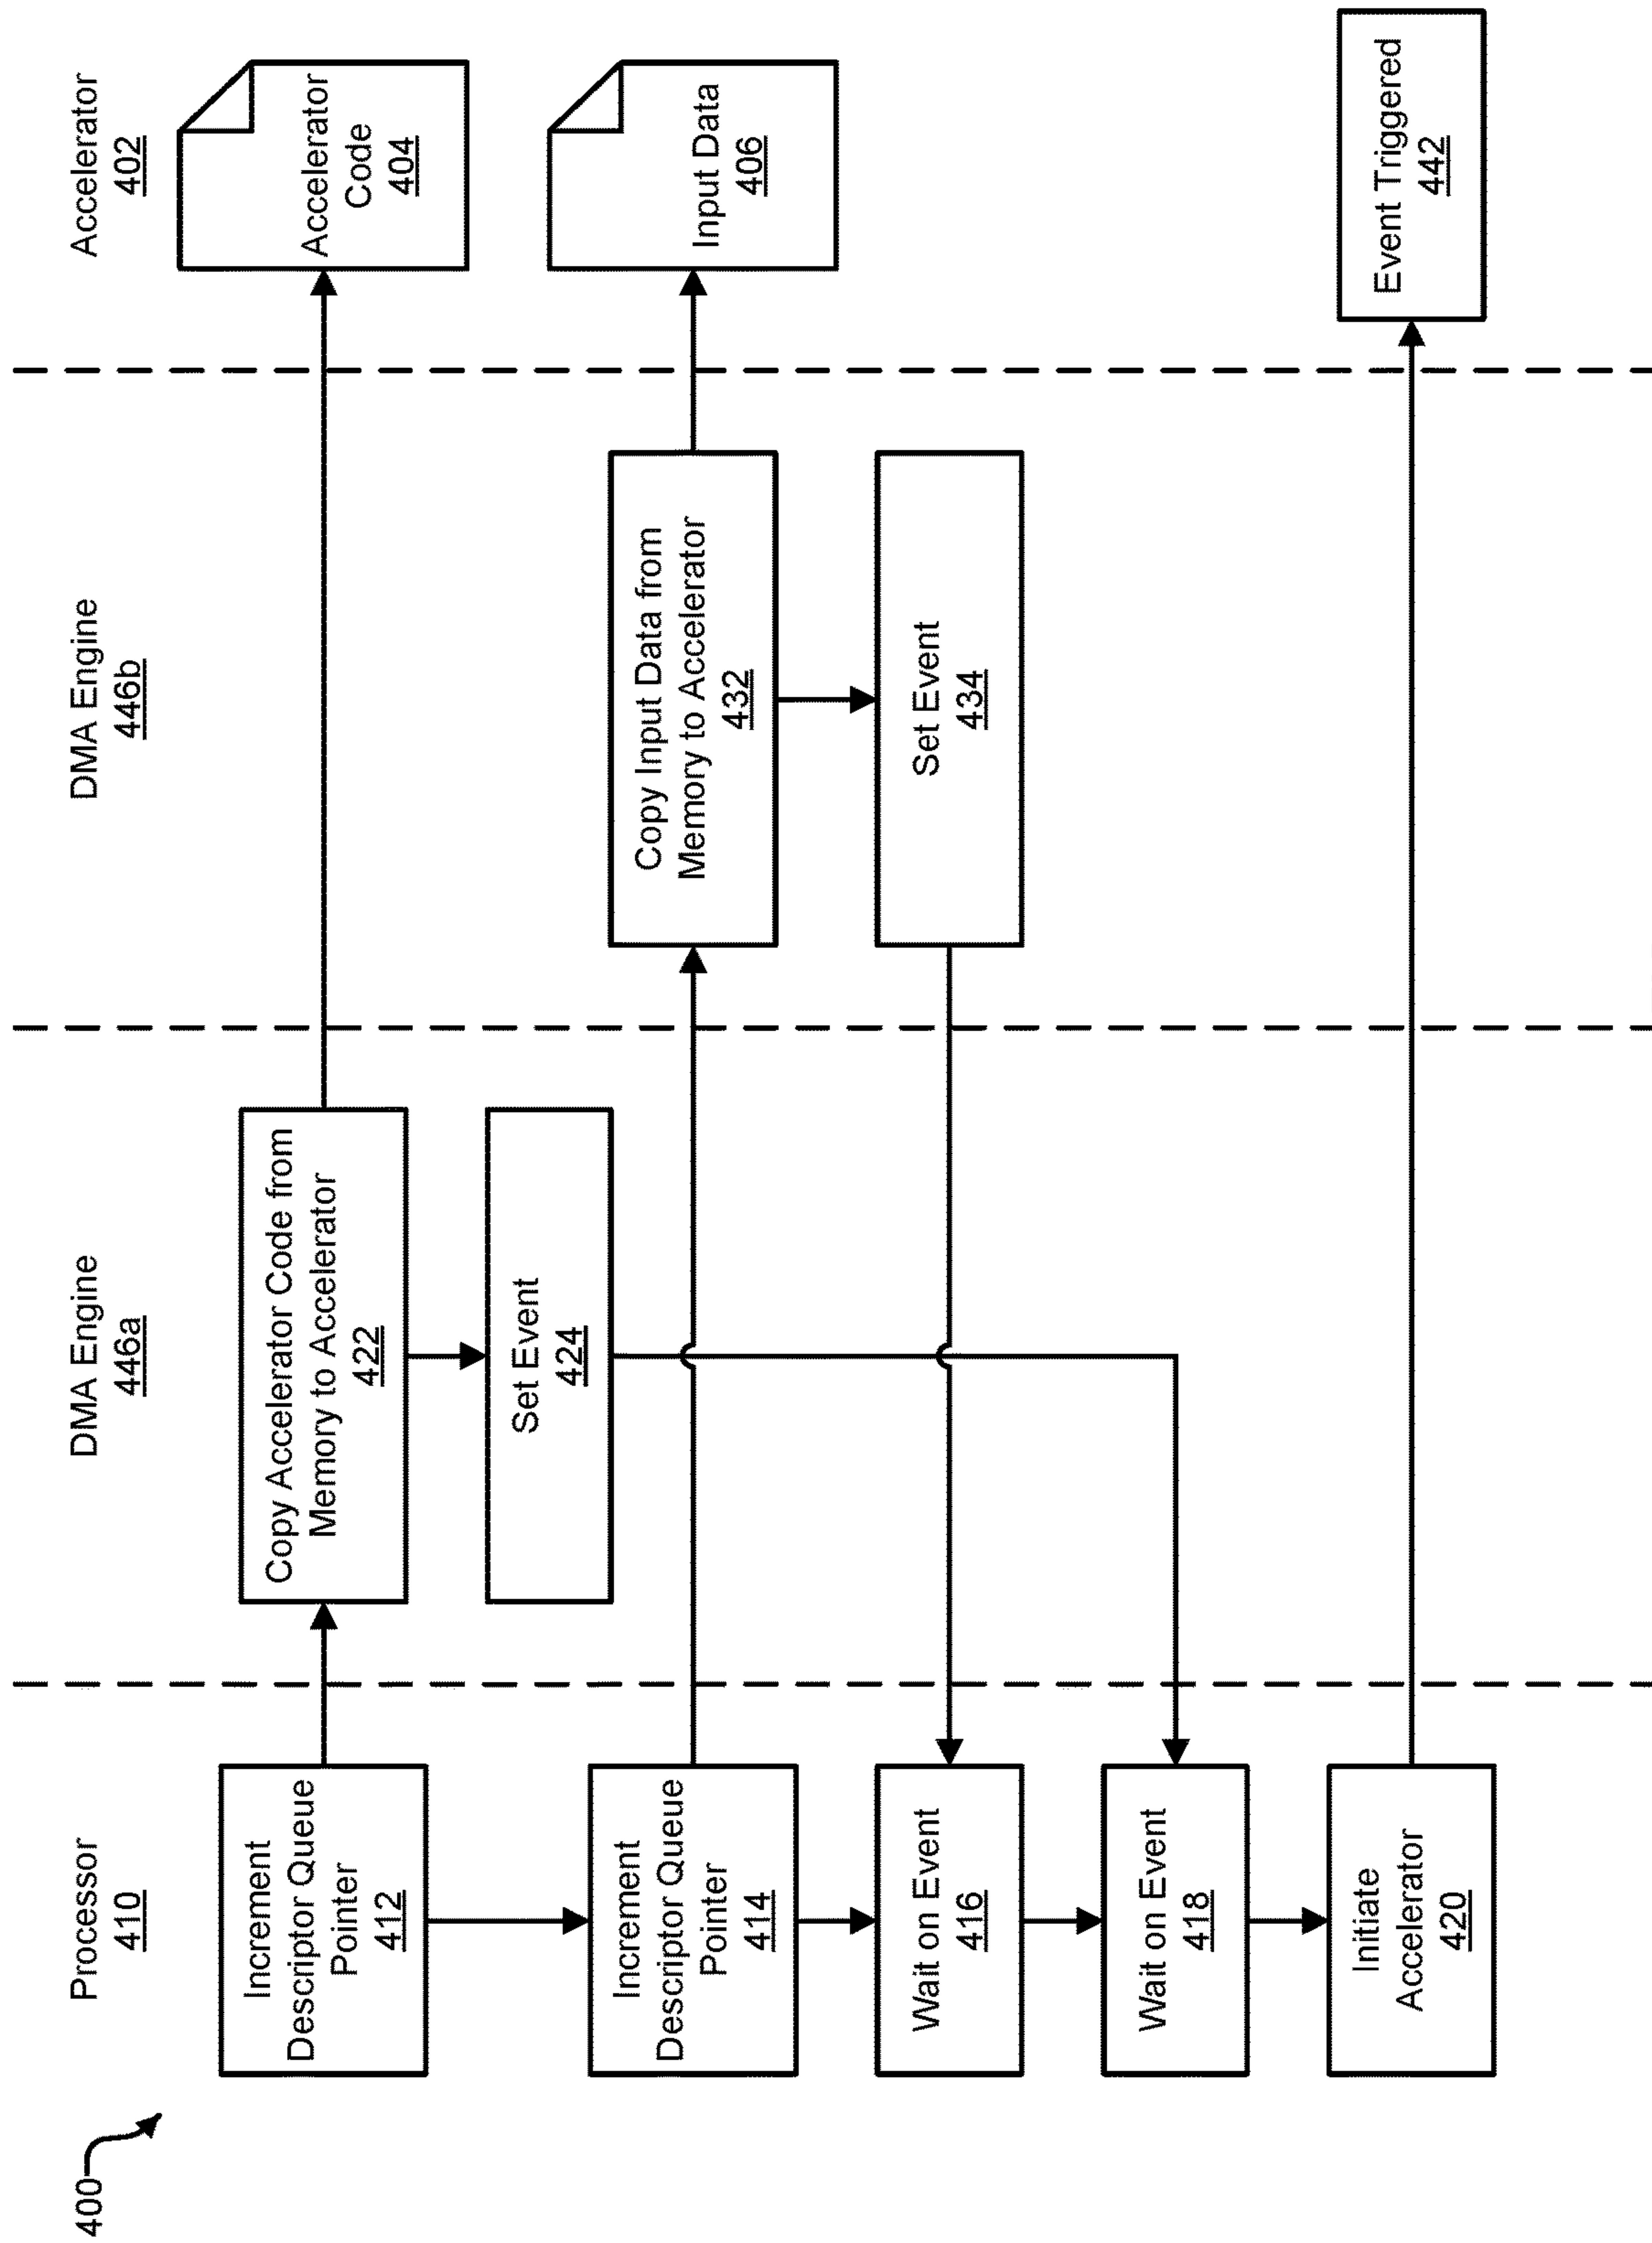 400
Processor
410
DMA Engine
446a
DMA Engine
446b
Accelerator
402
Increment
Descriptor Queue
Pointer
412
Copy Accelerator Code from
Memory to Accelerator
422
Accelerator
Code
404
Set Event
424
Increment
Descriptor Queue
Pointer
414
Copy Input Data from
Memory to Accelerator
432
Input Data
406
Wait on Event
416
Set Event
434
Wait on Event
418
Initiate
Accelerator
420
Event Triggered
442